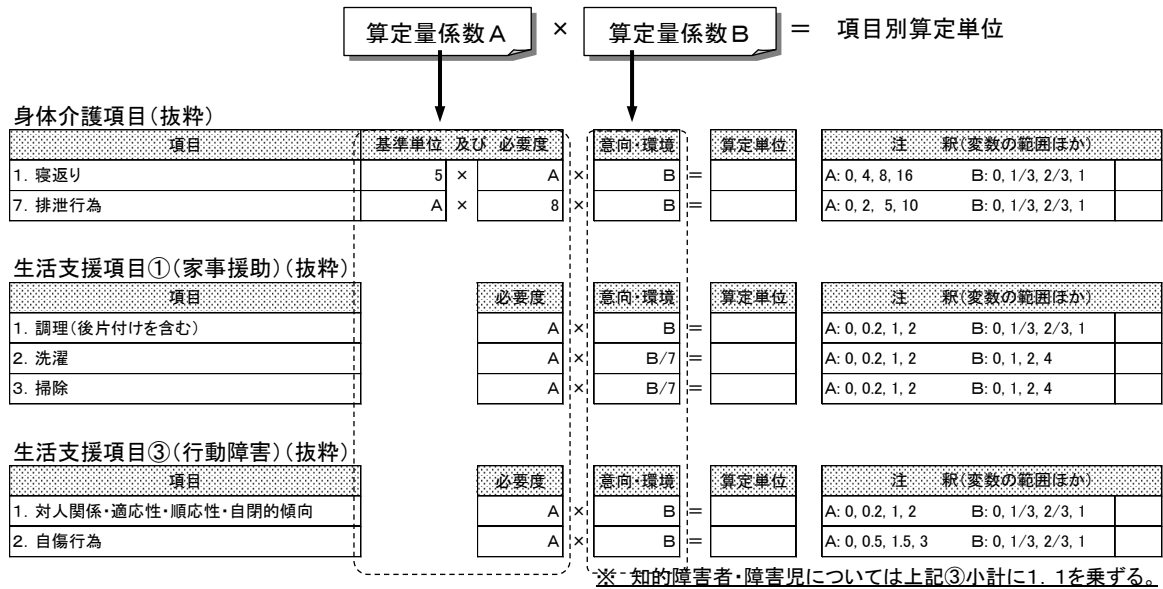 算定量係数A × 算定量係数B = 項目別算定単位
身体介護項目(抜粋)
項目 基準単位 及び 必要度 意向・環境 算定単位 注 釈(変数の範囲ほか)
1. 寝返り 5 × A × B = A: 0, 4, 8, 16 B: 0, 1/3, 2/3, 1
7. 排泄行為 A × 8 × B = A: 0, 2, 5, 10 B: 0, 1/3, 2/3, 1
生活支援項目①(家事援助)(抜粋)
項目 必要度 意向・環境 算定単位 注 釈(変数の範囲ほか)
1. 調理(後片付けを含む) A × B = A: 0, 0.2, 1, 2 B: 0, 1/3, 2/3, 1
2. 洗濯 A × B/7 = A: 0, 0.2, 1, 2 B: 0, 1, 2, 4
3. 掃除 A × B/7 = A: 0, 0.2, 1, 2 B: 0, 1, 2, 4
生活支援項目③(行動障害)(抜粋)
項目 必要度 意向・環境 算定単位 注 釈(変数の範囲ほか)
1. 対人関係・適応性・順応性・自閉的傾向 A × B = A: 0, 0.2, 1, 2 B: 0, 1/3, 2/3, 1
2. 自傷行為 A × B = A: 0, 0.5, 1.5, 3 B: 0, 1/3, 2/3, 1
※ 知的障害者・障害児については上記③小計に1.1を乗ずる。